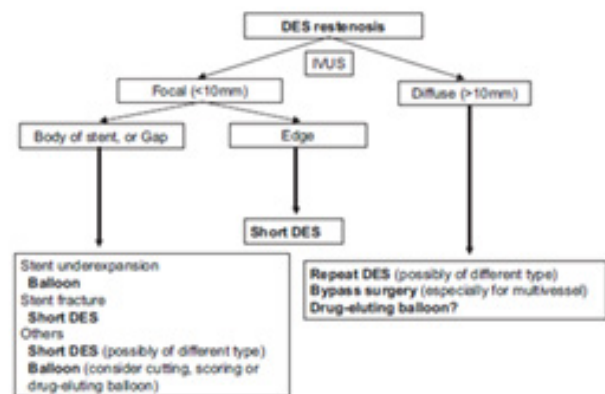 DES restenosis
IVUS
Focal (<10mm)
Diffuse (>10mm)
Body of stent, or Gap
Edge
Short DES
Stent underexpansion
Balloon
Stent fracture
Short DES
Others
Short DES (possibly of different type)
Balloon (consider cutting, scoring or
drug-eluting balloon)
Repeat DES (possibly of different type)
Bypass surgery (especially for multivessel)
Drug-eluting balloon?